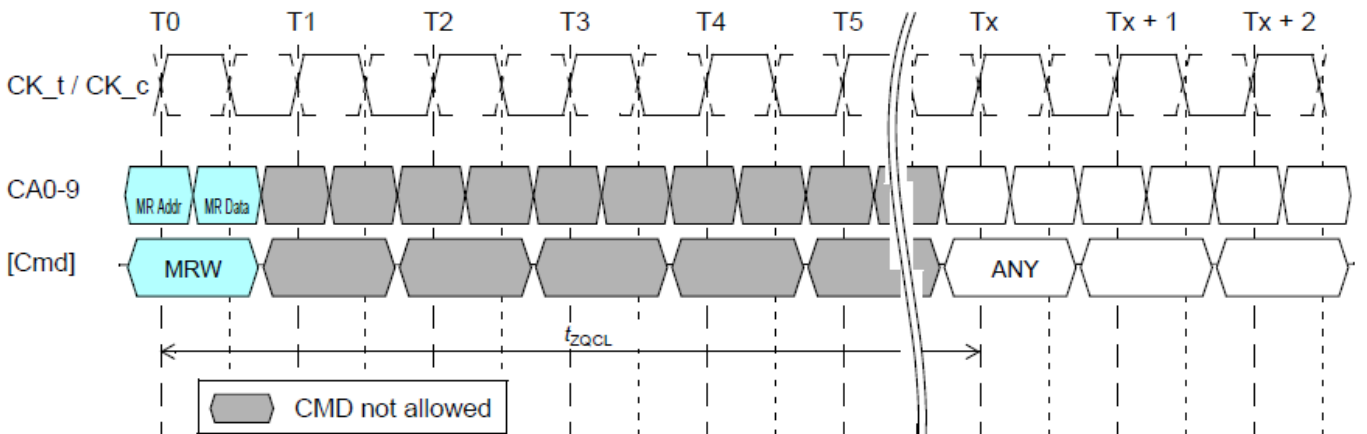 T0 T1 T2 T3 T4 T5 Tx Tx + 1 Tx + 2
CK_t / CK_c
CA0-9 MR Addr MR Data
[Cmd] MRW ANY
tZQCL
CMD not allowed